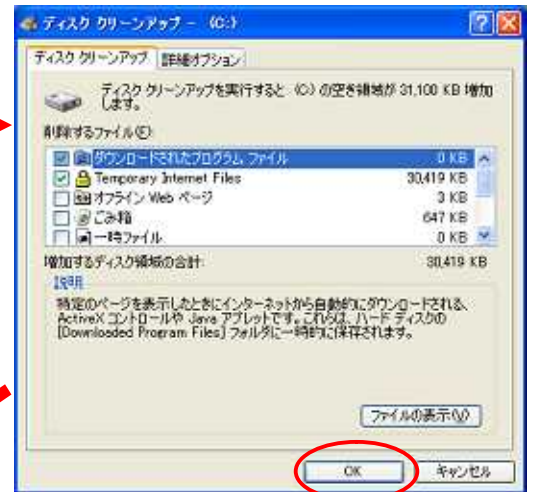 ディスク クリーンアップ - (C:)
ディスク クリーンアップ 詳細オプション
ディスク クリーンアップを実行すると (C:) の空き領域が 31,100 KB 増加
します。
削除するファイル(F):
ダウンロードされたプログラム ファイル 0 KB
Temporary Internet Files 30,419 KB
オフライン Web ページ 3 KB
ごみ箱 647 KB
一時ファイル 0 KB
増加するディスク領域の合計: 30,419 KB
説明
特定のページを表示したときにインターネットから自動的にダウンロードされる、
ActiveX コントロールや Java アプレットです。これらは、ハード ディスクの
[Downloaded Program Files] フォルダに一時的に保存されます。
ファイルの表示(V)
OK キャンセル